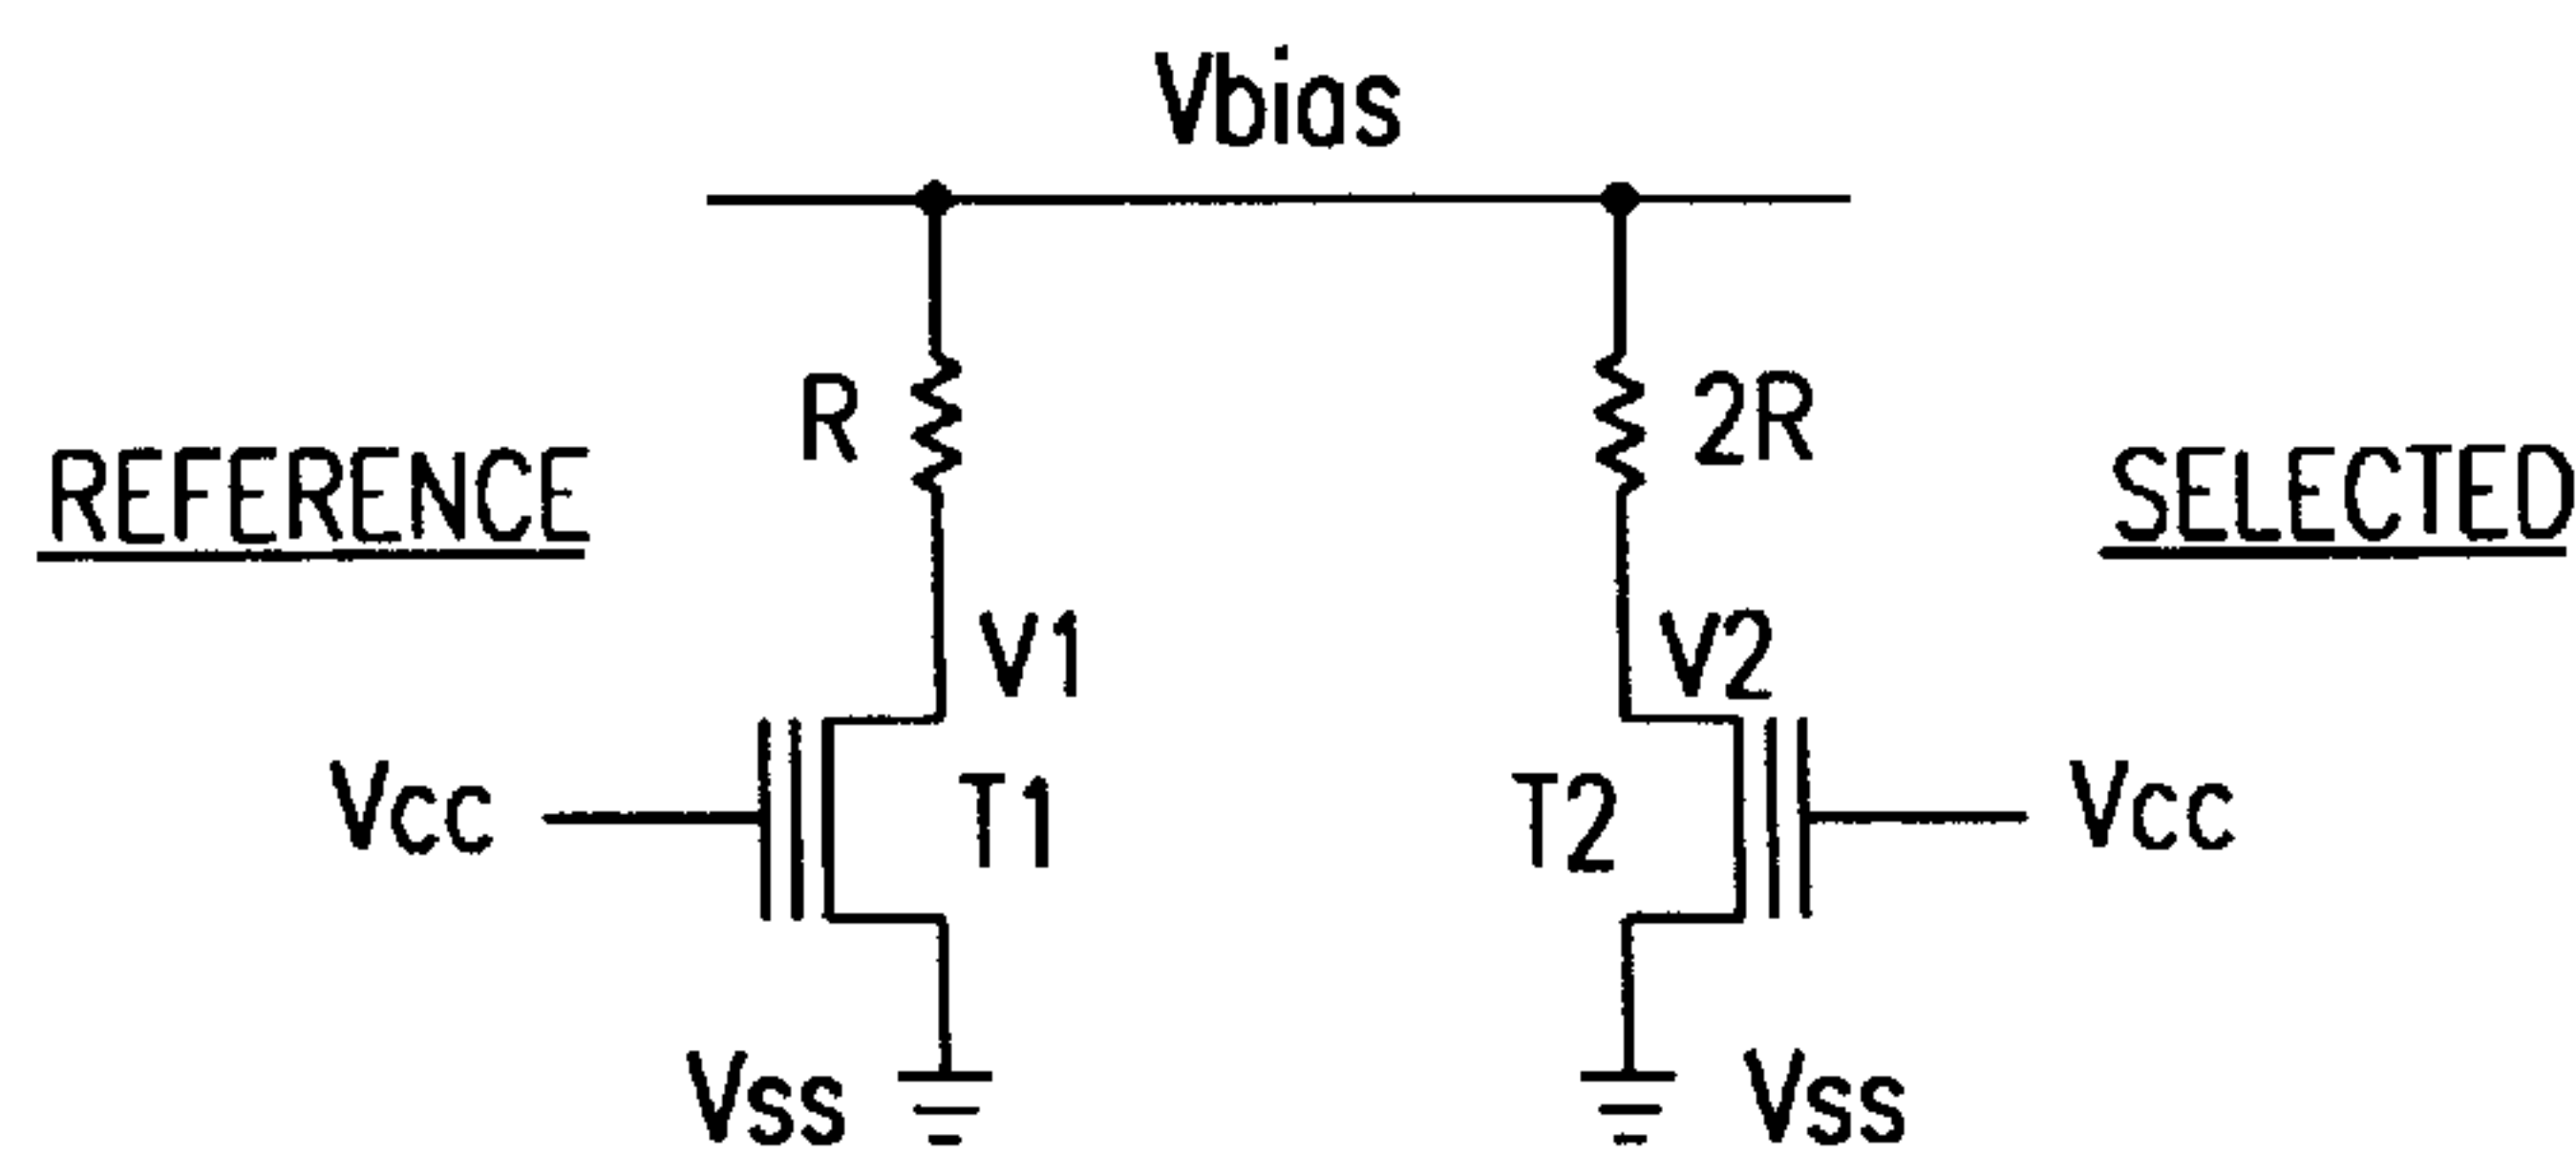 Vbias
R
2R
REFERENCE
SELECTED
V1
V2
Vcc
T1
T2
Vcc
Vss
Vss